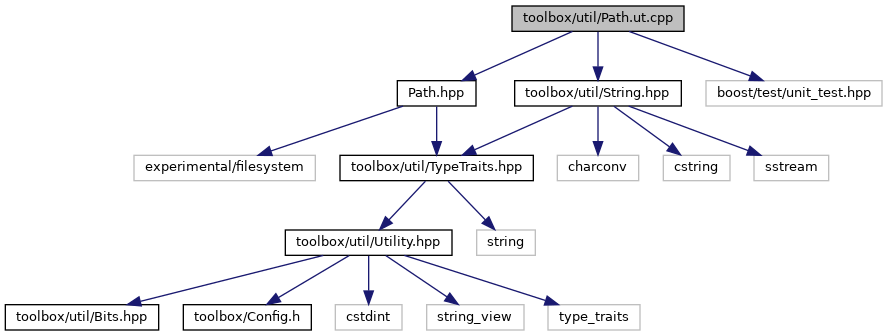 toolbox/util/Path.ut.cpp
Path.hpp
toolbox/util/String.hpp
boost/test/unit_test.hpp
experimental/filesystem
toolbox/util/TypeTraits.hpp
charconv
cstring
sstream
toolbox/util/Utility.hpp
string
toolbox/util/Bits.hpp
toolbox/Config.h
cstdint
string_view
type_traits